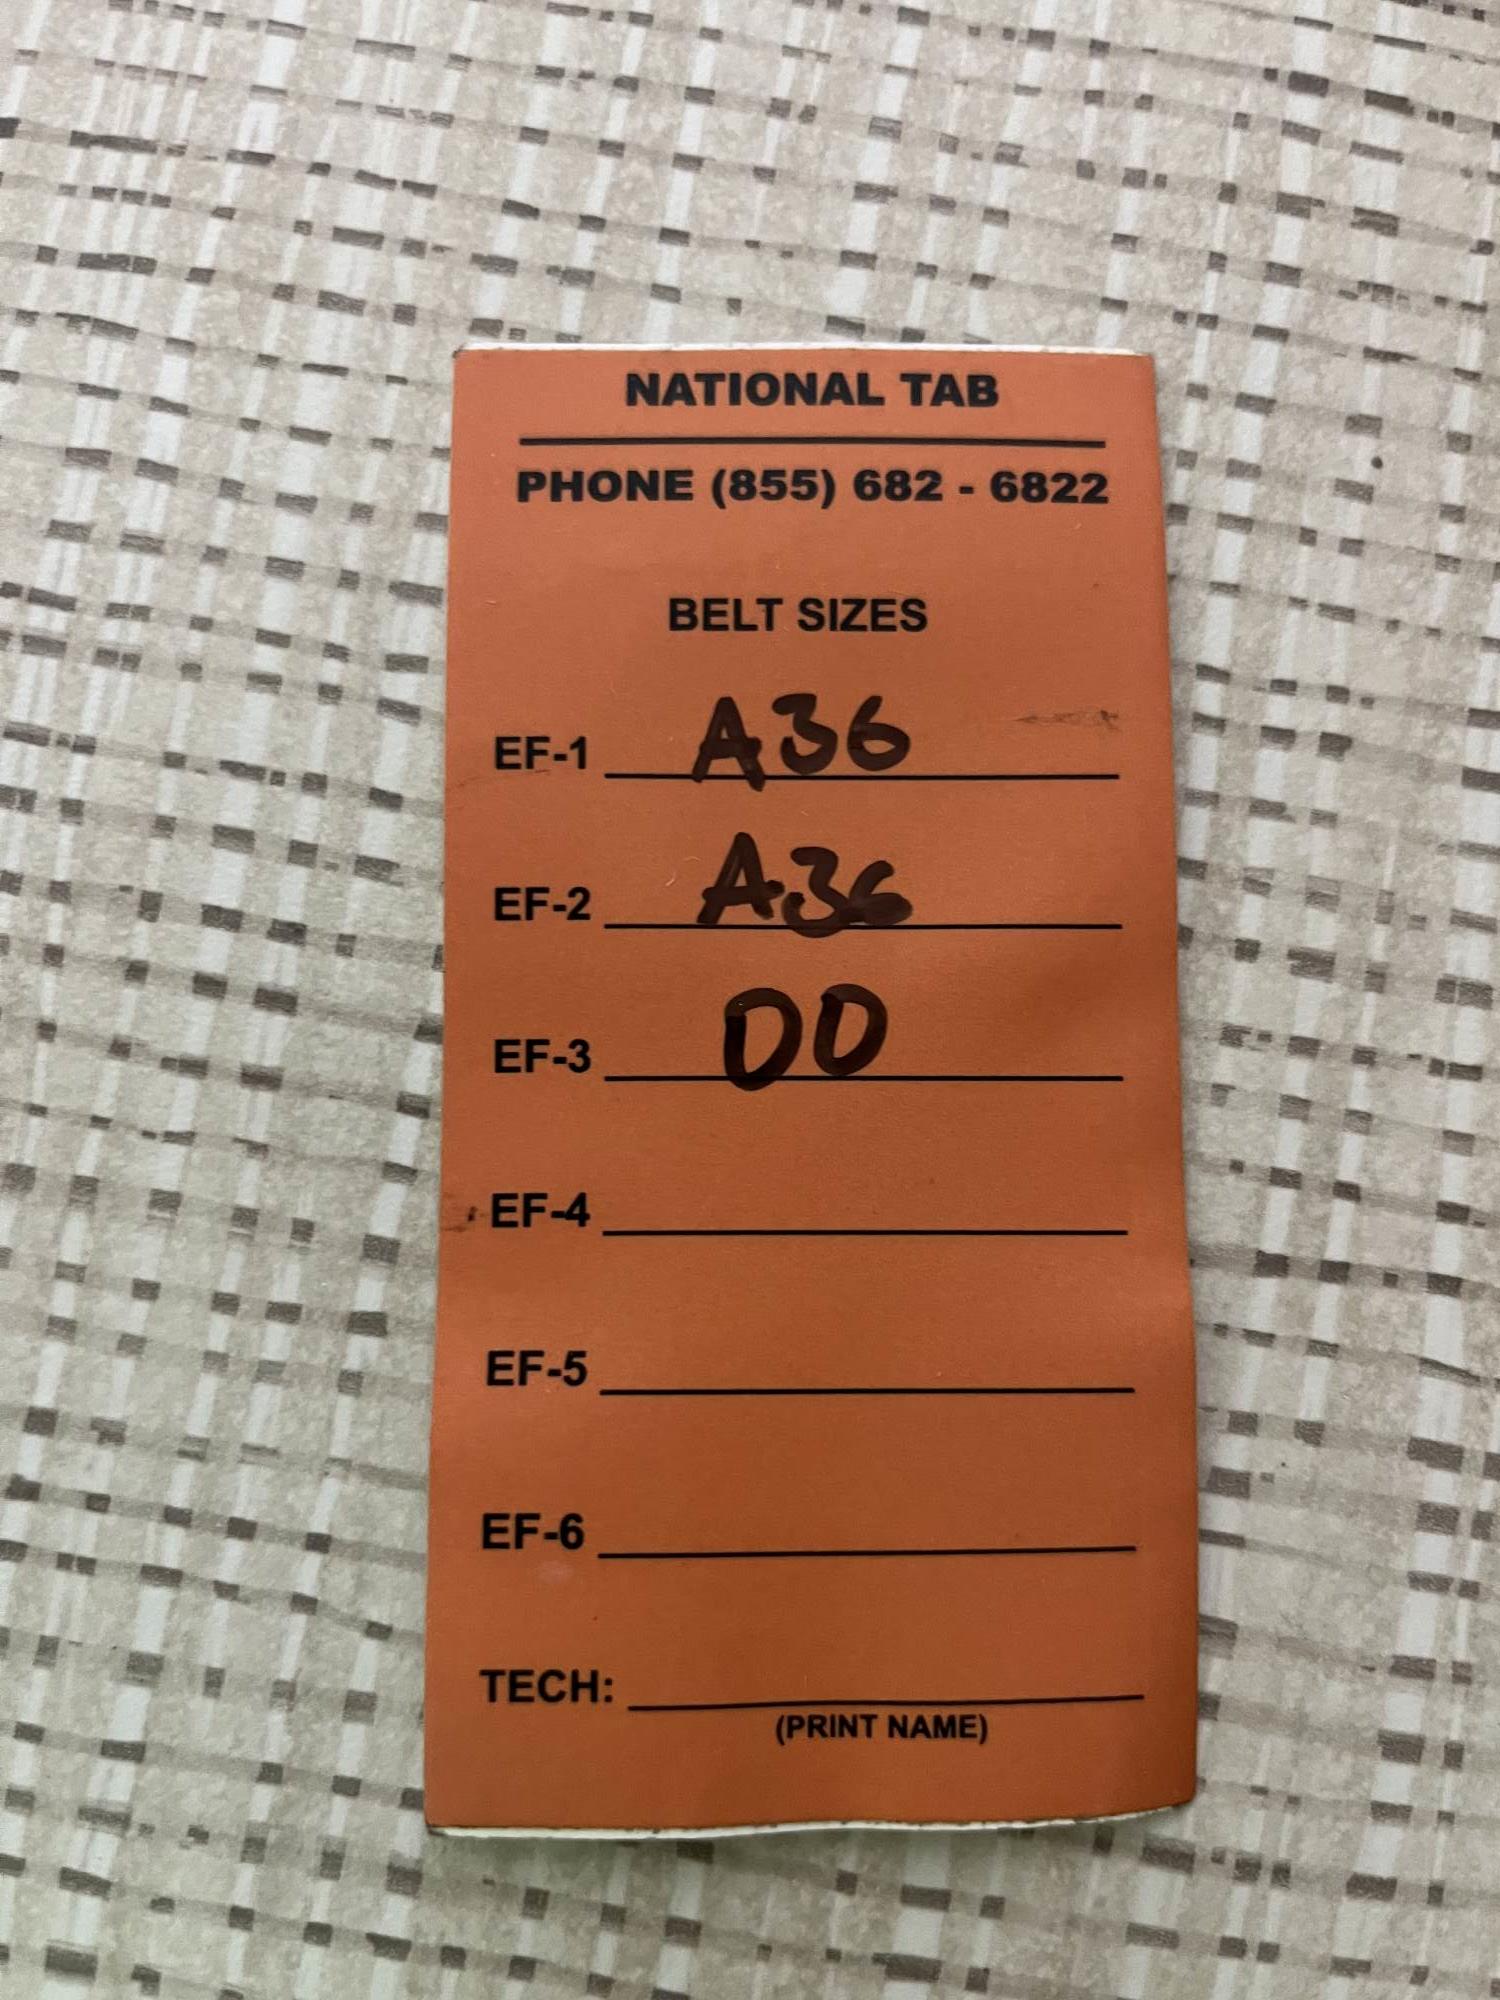 NATIONAL TAB
PHONE (855) 682 - 6822
BELT SIZES
EF-1 A36
EF-2 A36
EF-3 DD
EF-4
EF-5
EF-6
TECH:
(PRINT NAME)